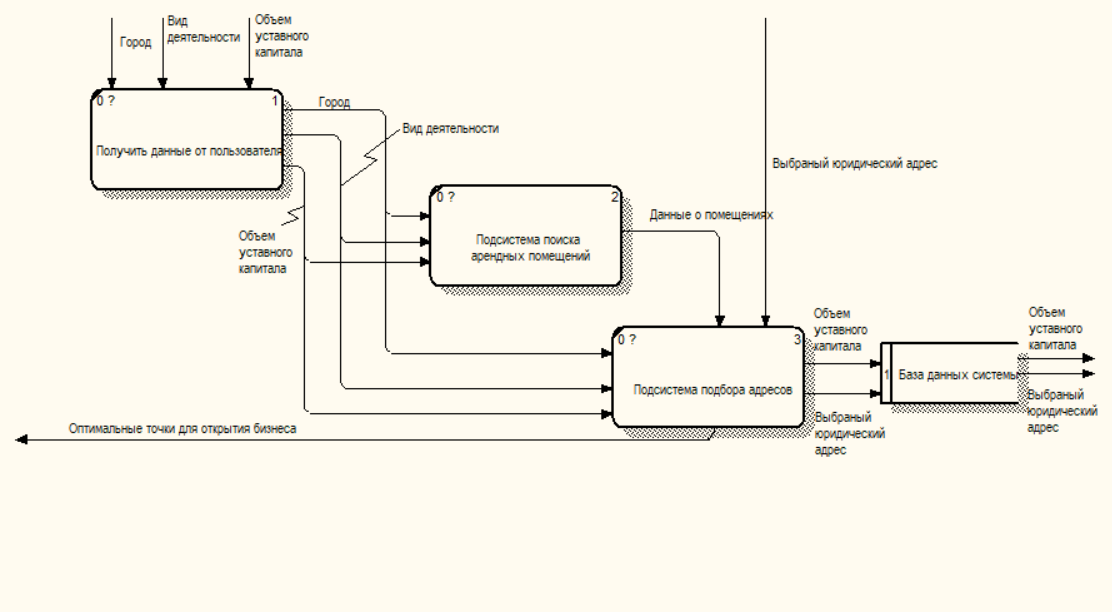 Город
Вид
деятельности
Объем
уставного
капитала
0 ?
1
Получить данные от пользователя
Город
Вид деятельности
Объем
уставного
капитала
0 ?
2
Подсистема поиска
арендных помещений
Данные о помещениях
Выбраный юридический адрес
0 ?
3
Подсистема подбора адресов
Объем
уставного
капитала
Выбраный
юридический
адрес
1
База данных системы
Объем
уставного
капитала
Выбраный
юридический
адрес
Оптимальные точки для открытия бизнеса